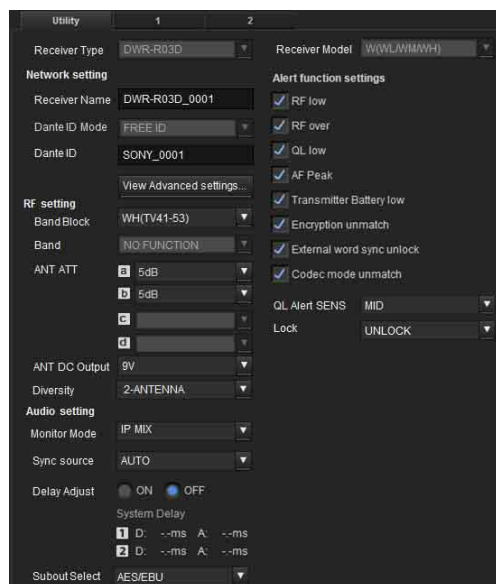 Utility 1 2
Receiver Type DWR-R03D
Network setting
Receiver Name DWR-R03D_0001
Dante ID Mode FREE ID
Dante ID SONY_0001
View Advanced settings...
RF setting
Band Block WH(TV41-53)
Band NO FUNCTION
ANT ATT a 5dB
b 5dB
c
d
ANT DC Output 9V
Diversity 2-ANTENNA
Audio setting
Monitor Mode IP MIX
Sync source AUTO
Delay Adjust ON OFF
System Delay
1 D: -.-ms A: -.-ms
2 D: -.-ms A: -.-ms
Subout Select AES/EBU
Receiver Model W(WL/WM/WH)
Alert function settings
RF low
RF over
QL low
AF Peak
Transmitter Battery low
Encryption unmatch
External word sync unlock
Codec mode unmatch
QL Alert SENS MID
Lock UNLOCK